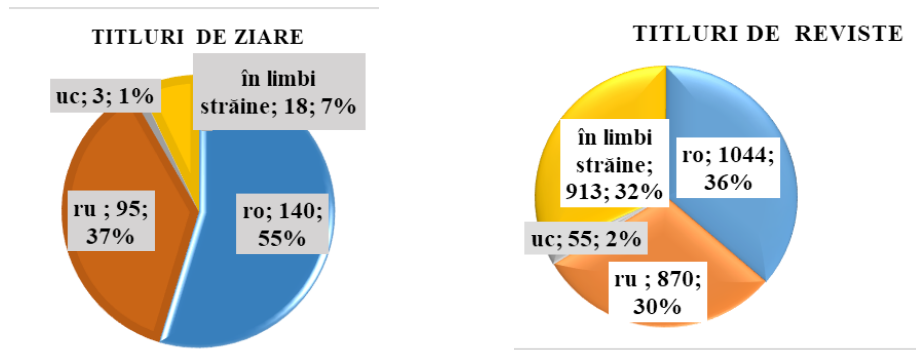 TITLURI DE ZIARE
în limbi
străine; 18; 7%
uc; 3; 1%
ru ; 95;
37%
ro; 140;
55%
TITLURI DE REVISTE
în limbi
străine;
913; 32%
ro; 1044;
36%
uc; 55; 2%
ru ; 870;
30%